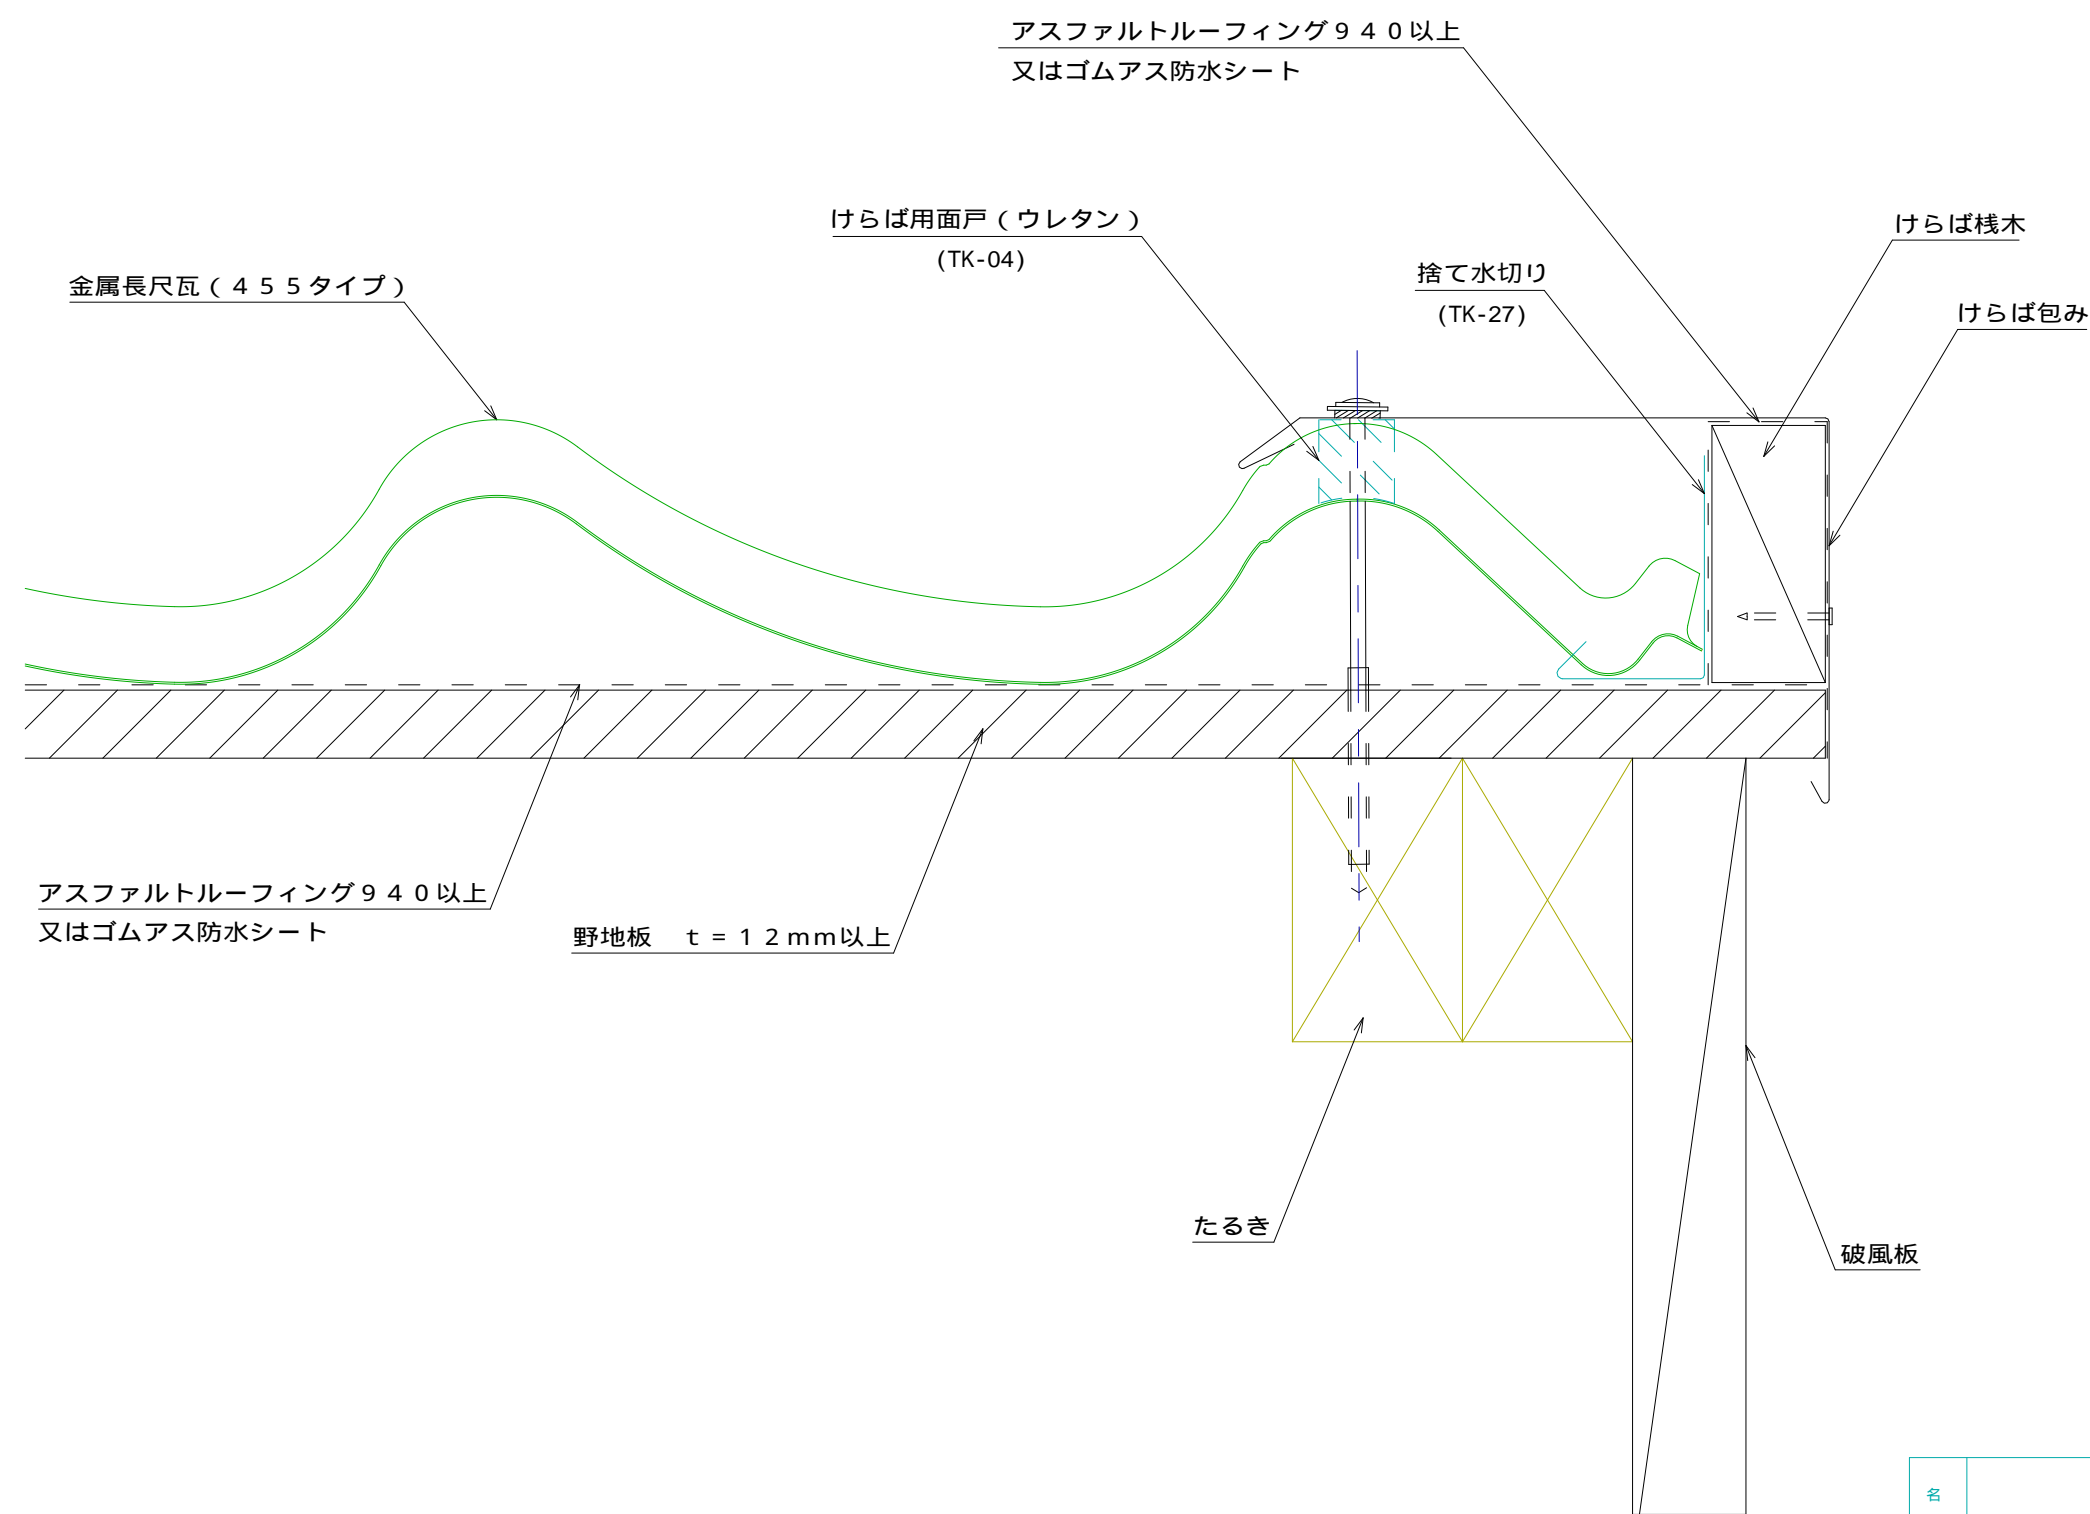 アスファルトルーフィング９４０以上
又はゴムアス防水シート
けらば用面戸（ウレタン）
(TK-04)
けらば桟木
捨て水切り
(TK-27)
金属長尺瓦（４５５タイプ）
けらば包み
アスファルトルーフィング９４０以上
又はゴムアス防水シート
野地板　ｔ＝１２ｍｍ以上
たるき
破風板
名